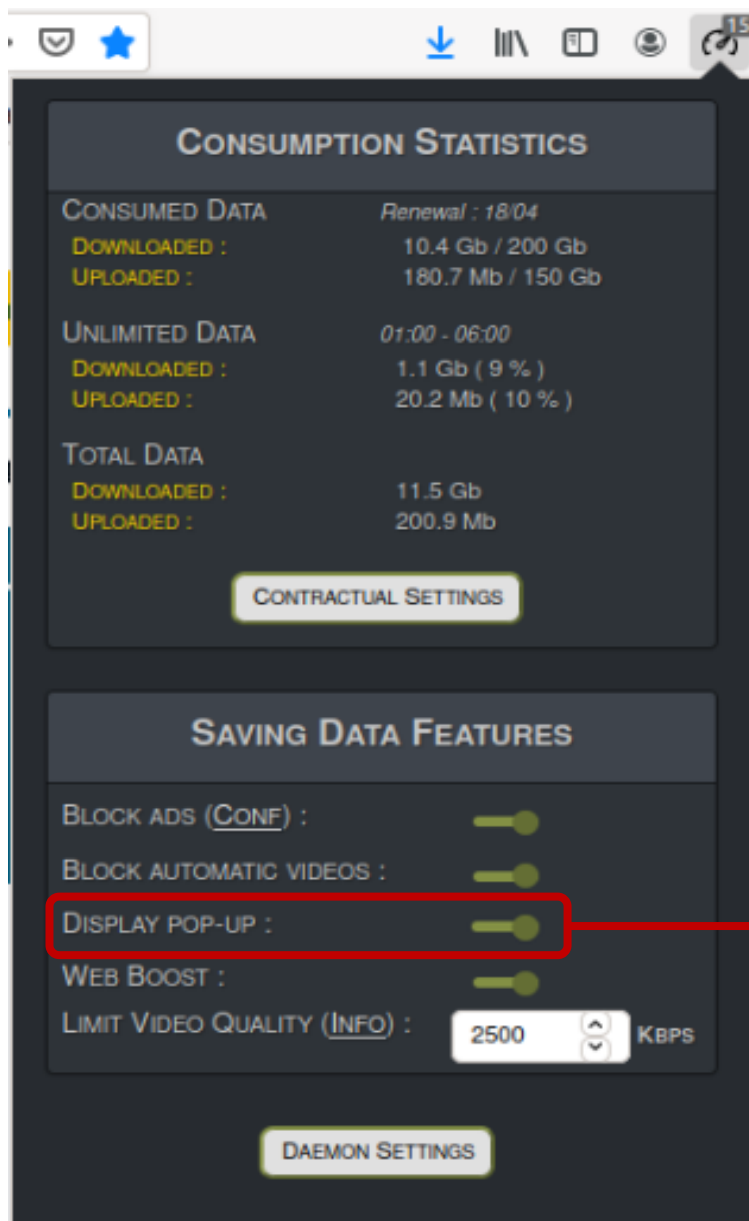 15
Consumption Statistics
Consumed Data Renewal : 18/04
Downloaded : 10.4 Gb / 200 Gb
Uploaded : 180.7 Mb / 150 Gb
Unlimited Data 01:00 - 06:00
Downloaded : 1.1 Gb ( 9 % )
Uploaded : 20.2 Mb ( 10 % )
Total Data
Downloaded : 11.5 Gb
Uploaded : 200.9 Mb
Contractual Settings
Saving Data Features
Block ads (Conf) :
Block automatic videos :
Display pop-up :
Web Boost :
Limit Video Quality (Info) : 2500 Kbps
Daemon Settings